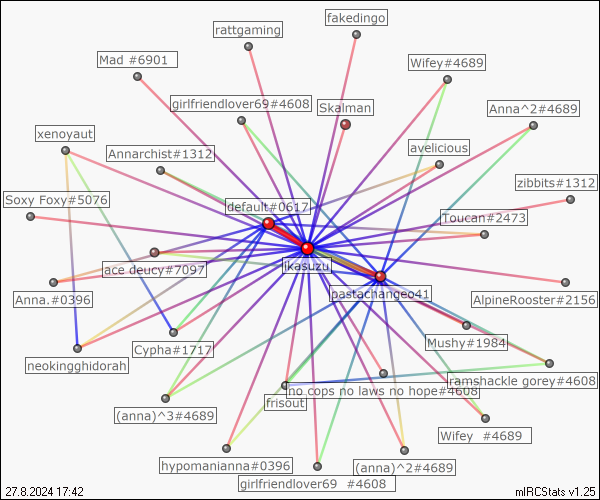 fakedingo
rattgaming
Mad #6901
Wifey#4689
girlfriendlover69#4608
Skalman
Anna^2#4689
xenoyaut
Annarchist#1312
avelicious
zibbits#1312
Soxy Foxy#5076
default#0617
Toucan#2473
ace deucy#7097
ikasuzu
Anna.#0396
pastachangeo41
AlpineRooster#2156
Cypha#1717
Mushy#1984
neokingghidorah
ramshackle gorey#4608
no cops no laws no hope#4608
frisout
(anna)^3#4689
Wifey  #4689
hypomanianna#0396
(anna)^2#4689
girlfriendlover69  #4608
27.8.2024 17:42
mIRCStats v1.25